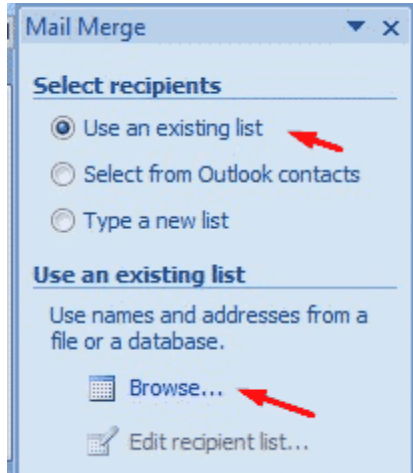 Mail Merge
Select recipients
Use an existing list
Select from Outlook contacts
Type a new list
Use an existing list
Use names and addresses from a
file or a database.
Browse...
Edit recipient list...